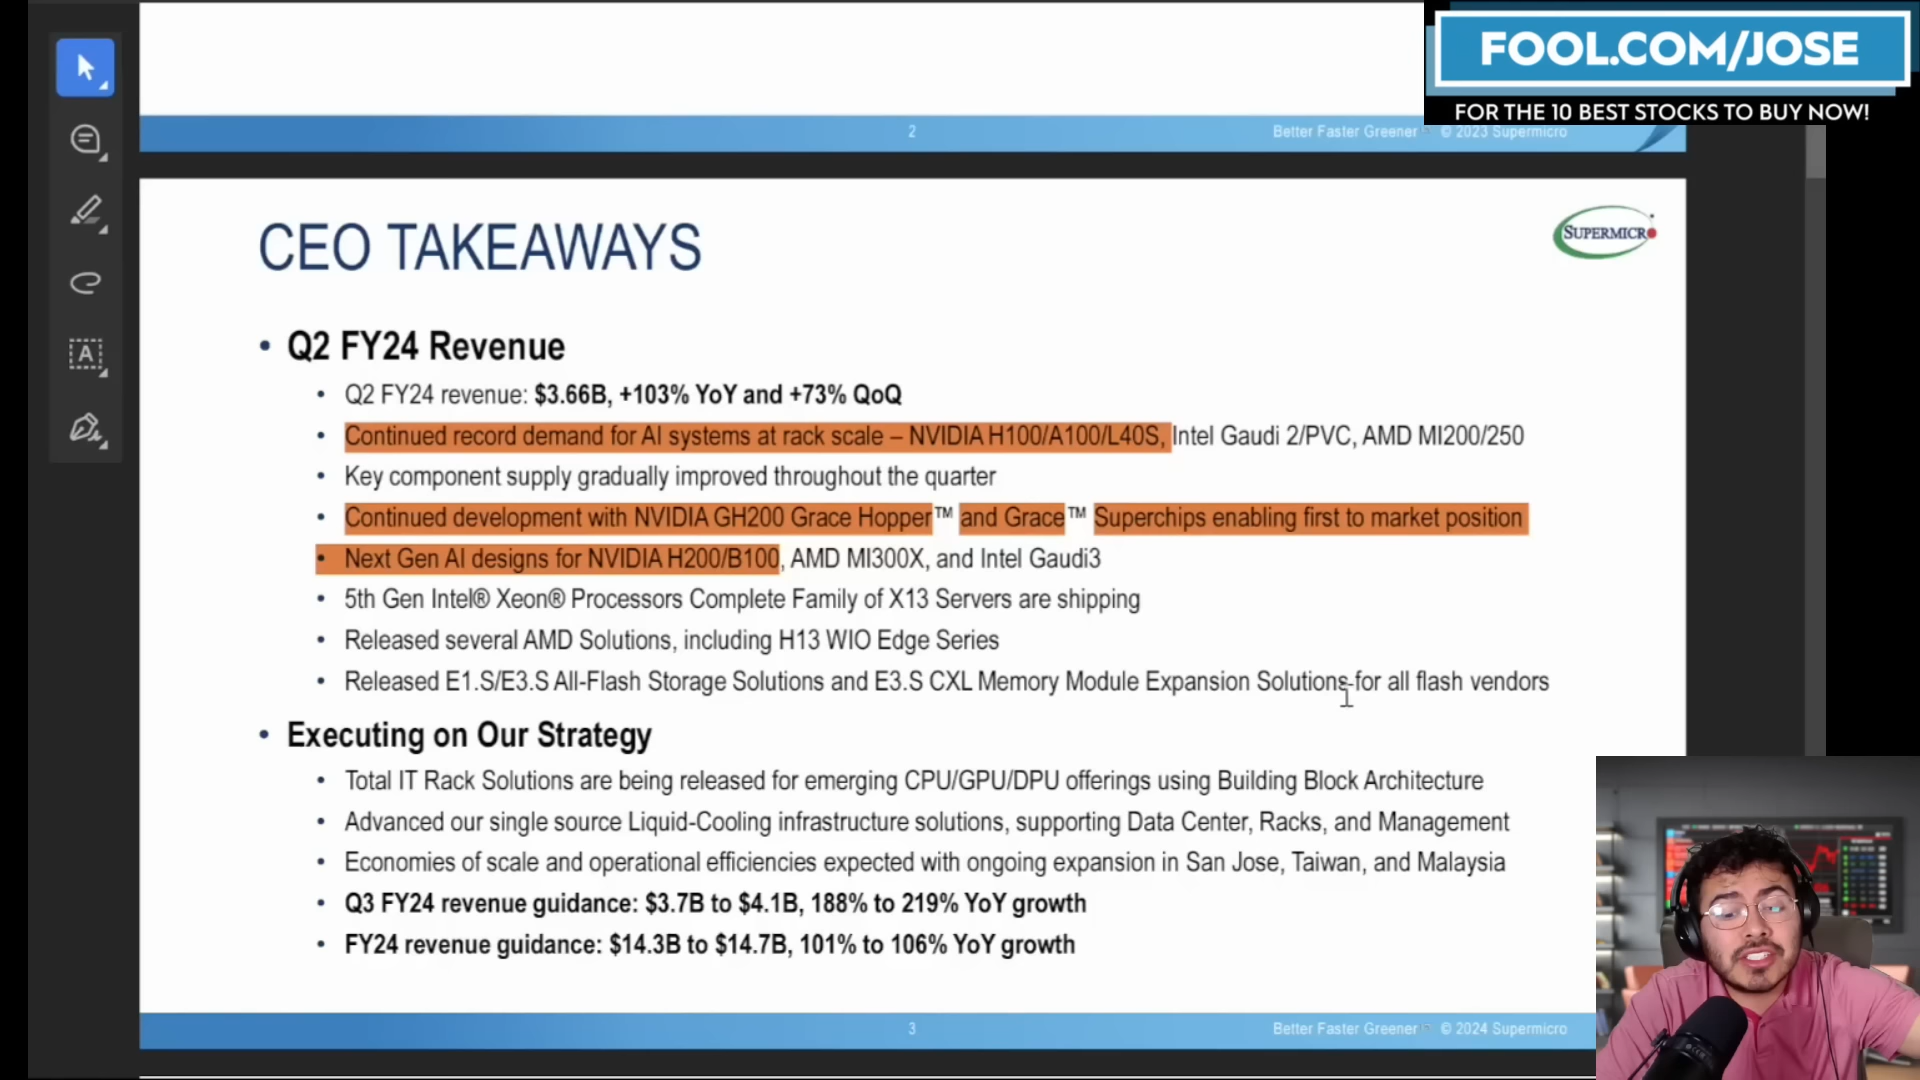 FOOL.COM/JOSE
FOR THE 10 BEST STOCKS TO BUY NOW!
2
Better Faster Greener™ © 2023 Supermicro
CEO TAKEAWAYS
SUPERMICR
• Q2 FY24 Revenue
• Q2 FY24 revenue: $3.66B, +103% YoY and +73% QoQ
• Continued record demand for AI systems at rack scale – NVIDIA H100/A100/L40S, Intel Gaudi 2/PVC, AMD MI200/250
• Key component supply gradually improved throughout the quarter
• Continued development with NVIDIA GH200 Grace Hopper™ and Grace™ Superchips enabling first to market position
• Next Gen AI designs for NVIDIA H200/B100, AMD MI300X, and Intel Gaudi3
• 5th Gen Intel® Xeon® Processors Complete Family of X13 Servers are shipping
• Released several AMD Solutions, including H13 WIO Edge Series
• Released E1.S/E3.S All-Flash Storage Solutions and E3.S CXL Memory Module Expansion Solutions for all flash vendors
• Executing on Our Strategy
• Total IT Rack Solutions are being released for emerging CPU/GPU/DPU offerings using Building Block Architecture
• Advanced our single source Liquid-Cooling infrastructure solutions, supporting Data Center, Racks, and Management
• Economies of scale and operational efficiencies expected with ongoing expansion in San Jose, Taiwan, and Malaysia
• Q3 FY24 revenue guidance: $3.7B to $4.1B, 188% to 219% YoY growth
• FY24 revenue guidance: $14.3B to $14.7B, 101% to 106% YoY growth
3
Better Faster Greener™ © 2024 Supermicro